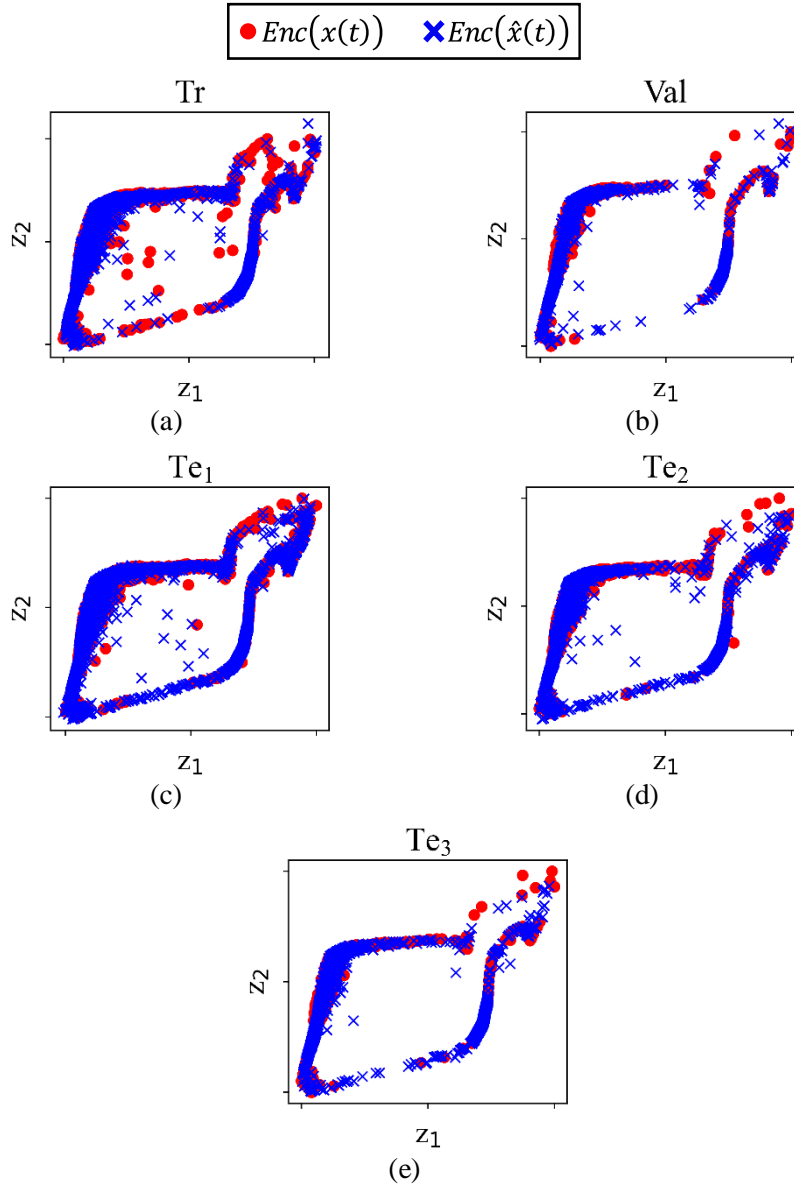 Enc(x(t)) Enc(x̂(t))
Tr Val
z₂ z₂
z₁ z₁
(a) (b)
Te₁ Te₂
z₂ z₂
z₁ z₁
(c) (d)
Te₃
z₂
z₁
(e)